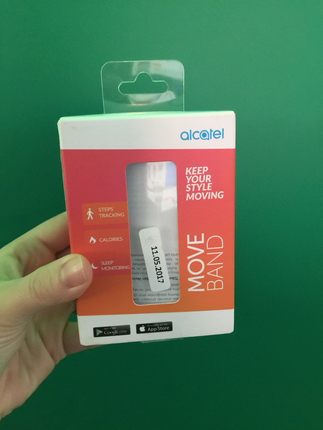 alcatel
KEEP
YOUR
STYLE
MOVING
STEPS
TRACKING
CALORIES
SLEEP
MONITORING
11.05.2017
MOVE
BAND
Google play
App Store